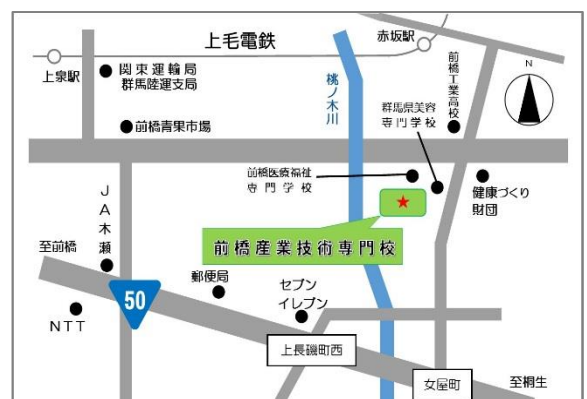 上毛電鉄
赤坂駅
上泉駅
関東運輸局
群馬陸運支局
桃ノ木川
前橋工業高校
N
群馬県美容
専門学校
前橋青果市場
前橋医療福祉
専門学校
健康づくり
財団
JA木瀬
前橋産業技術専門校
至前橋
郵便局
セブン
イレブン
50
NTT
上長磯町西
女屋町
至桐生